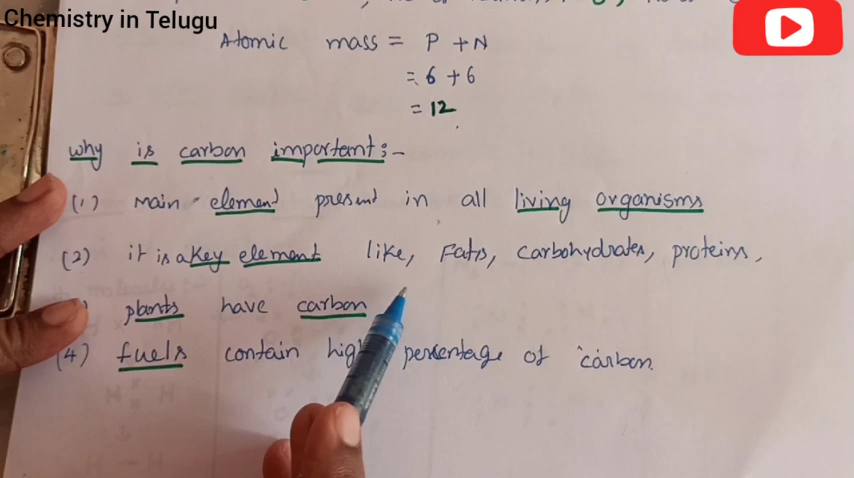 Chemistry in Telugu
Atomic mass = P + N
= 6 + 6
= 12
why is carbon important :-
(1) Main element present in all living organisms
(2) it is a key element like, Fats, carbohydrates, proteins,
plants have carbon
(4) fuels contain high percentage of carbon.